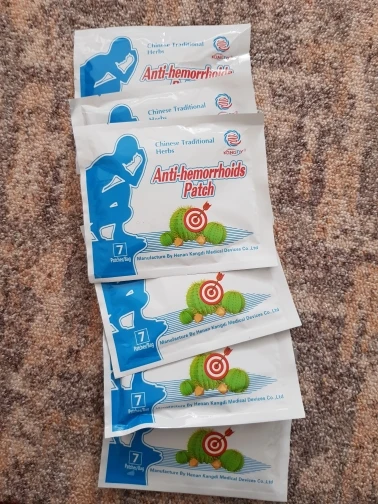 Chinese Traditional
Herbs
Anti-hemorrhoids
Chinese Traditional
Herbs
Chinese Traditional
Herbs
Anti-hemorrhoids
Patch
7
Patches/Bag
Manufacture By Henan Kangdi Medical Devices Co.,Ltd
7
Patches/Bag
Manufacture By Henan Kangdi Medical Devices Co.,Ltd
7
Patches/Bag
Manufacture By Henan Kangdi Medical Devices Co.,Ltd
7
Patches/Bag
Manufacture By Henan Kangdi Medical Devices Co.,Ltd